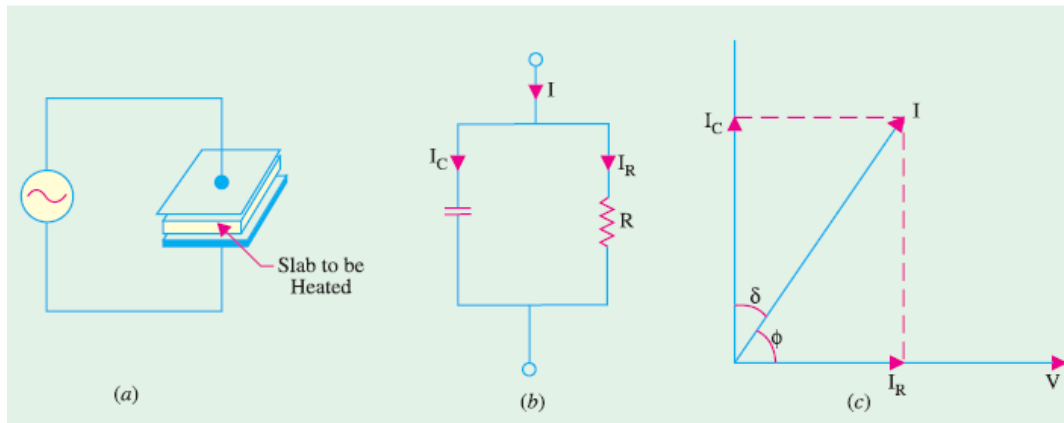 Slab to be
Heated
(a)
I
I_C
I_R
R
(b)
I_C
I
δ
ϕ
I_R
V
(c)